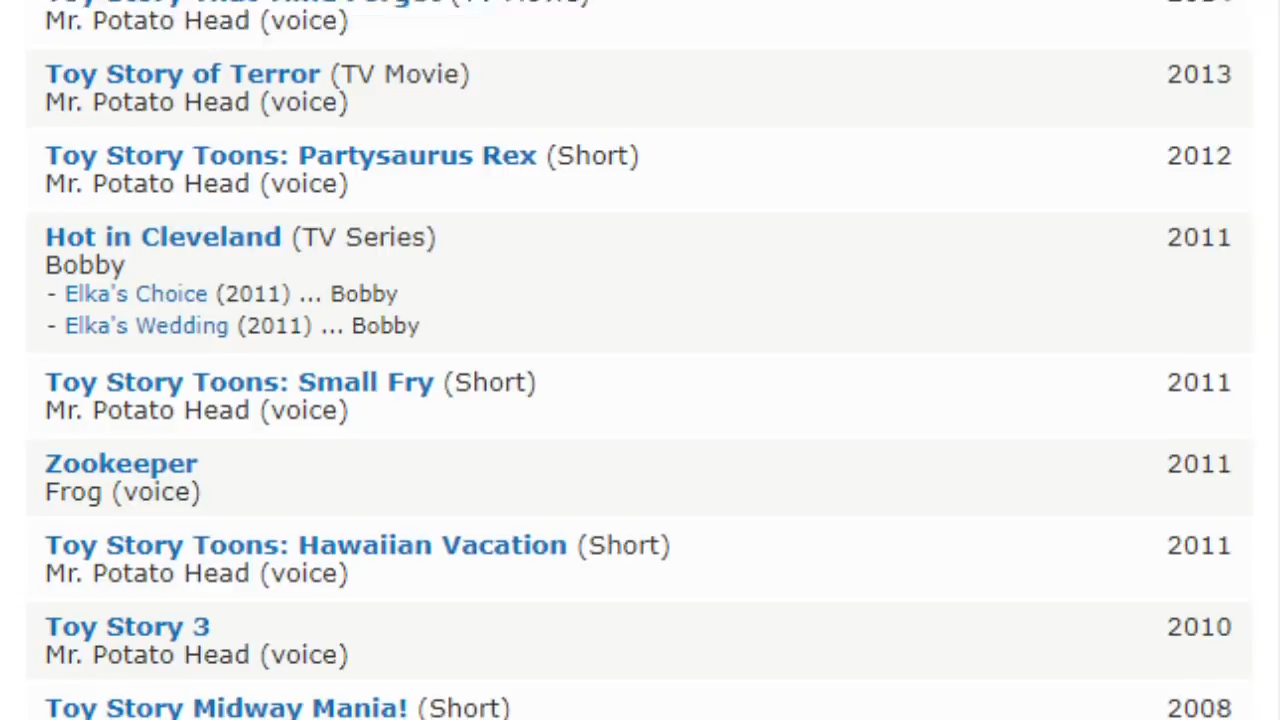 Mr. Potato Head (voice)
Toy Story of Terror (TV Movie) 2013
Mr. Potato Head (voice)
Toy Story Toons: Partysaurus Rex (Short) 2012
Mr. Potato Head (voice)
Hot in Cleveland (TV Series) 2011
Bobby
- Elka's Choice (2011) ... Bobby
- Elka's Wedding (2011) ... Bobby
Toy Story Toons: Small Fry (Short) 2011
Mr. Potato Head (voice)
Zookeeper 2011
Frog (voice)
Toy Story Toons: Hawaiian Vacation (Short) 2011
Mr. Potato Head (voice)
Toy Story 3 2010
Mr. Potato Head (voice)
Toy Story Midway Mania! (Short) 2008